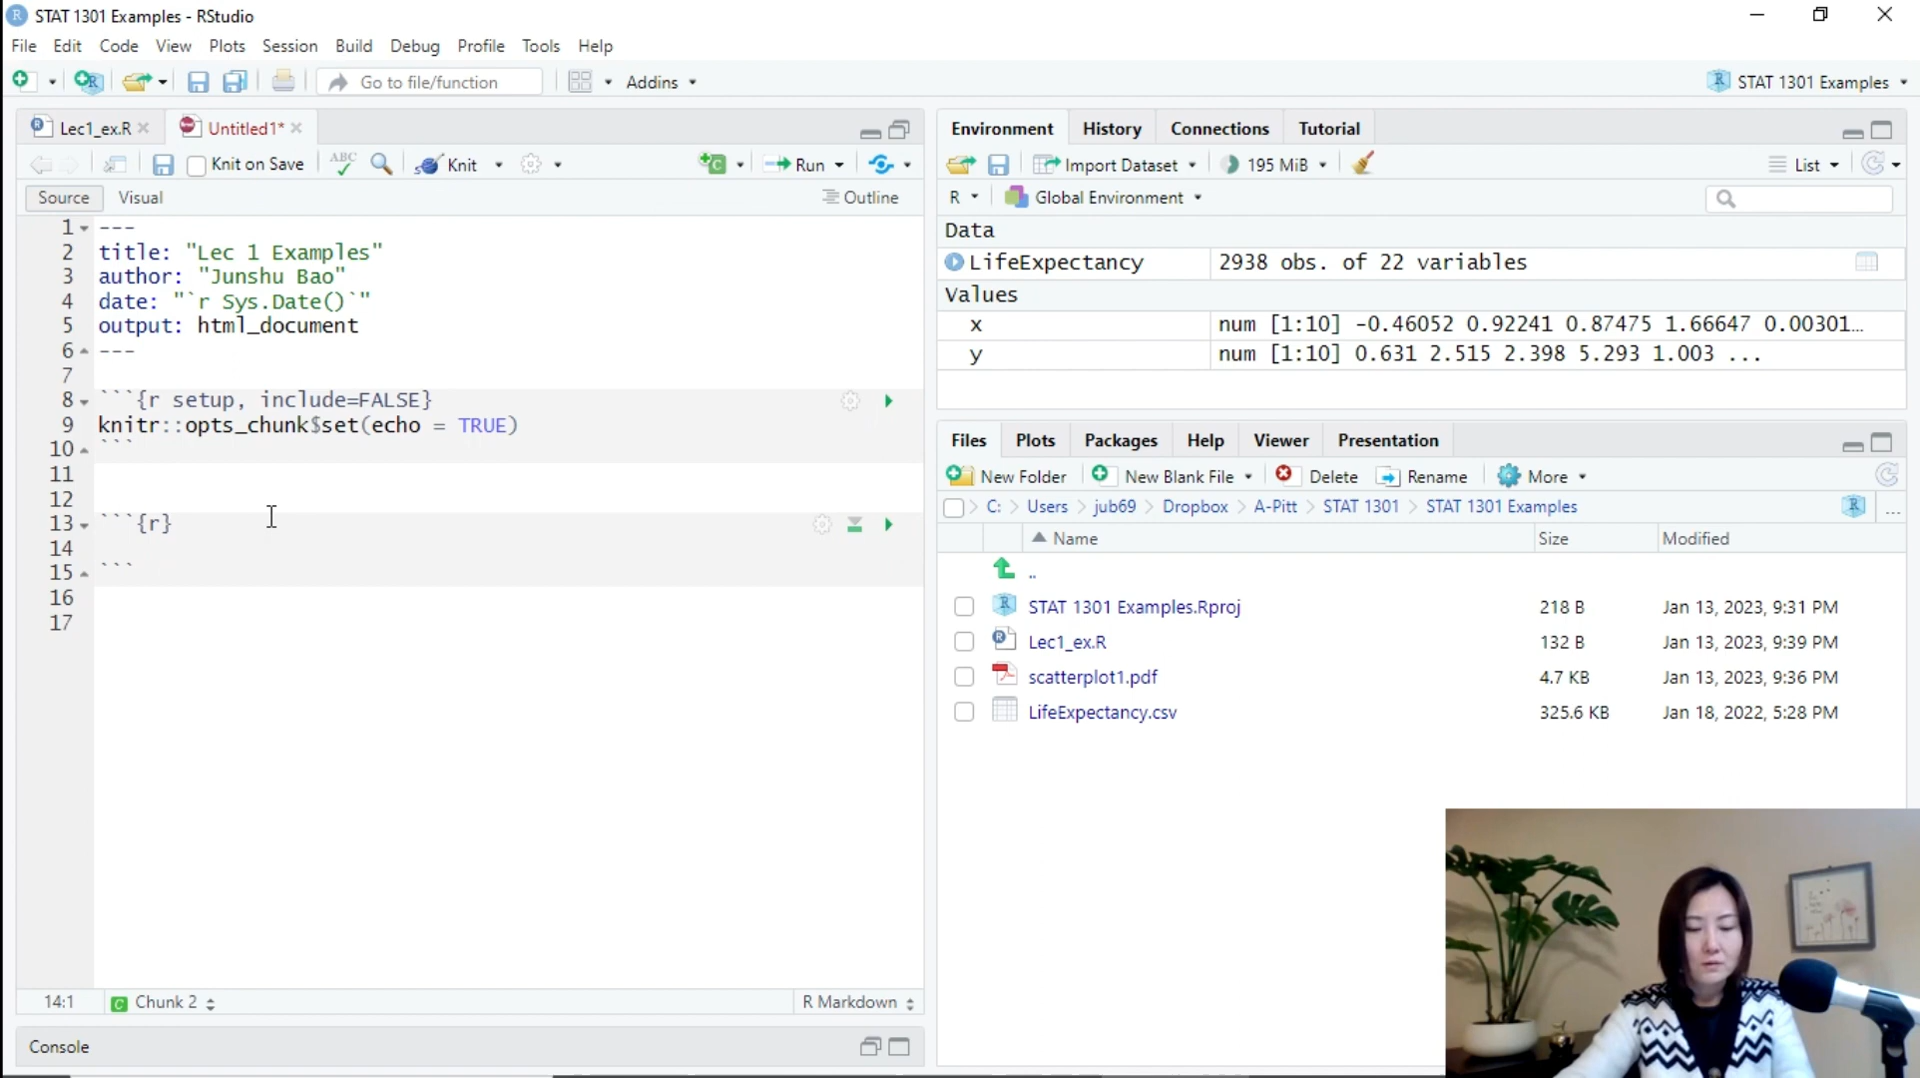 STAT 1301 Examples - RStudio
File Edit Code View Plots Session Build Debug Profile Tools Help
Go to file/function Addins STAT 1301 Examples
Lec1_ex.R Untitled1*
Knit on Save ABC Knit Run
Source Visual Outline
1 ---
2 title: "Lec 1 Examples"
3 author: "Junshu Bao"
4 date: "`r Sys.Date()`"
5 output: html_document
6 ---
7
8 ```{r setup, include=FALSE}
9 knitr::opts_chunk$set(echo = TRUE)
10 ```
11
12
13 ```{r}
14
15 ```
16
17
14:1 Chunk 2 R Markdown
Console
Environment History Connections Tutorial
Import Dataset 195 MiB List
R Global Environment
Data
LifeExpectancy 2938 obs. of 22 variables
Values
x num [1:10] -0.46052 0.92241 0.87475 1.66647 0.00301...
y num [1:10] 0.631 2.515 2.398 5.293 1.003 ...
Files Plots Packages Help Viewer Presentation
New Folder New Blank File Delete Rename More
C: Users jub69 Dropbox A-Pitt STAT 1301 STAT 1301 Examples ...
Name Size Modified
..
STAT 1301 Examples.Rproj 218 B Jan 13, 2023, 9:31 PM
Lec1_ex.R 132 B Jan 13, 2023, 9:39 PM
scatterplot1.pdf 4.7 KB Jan 13, 2023, 9:36 PM
LifeExpectancy.csv 325.6 KB Jan 18, 2022, 5:28 PM